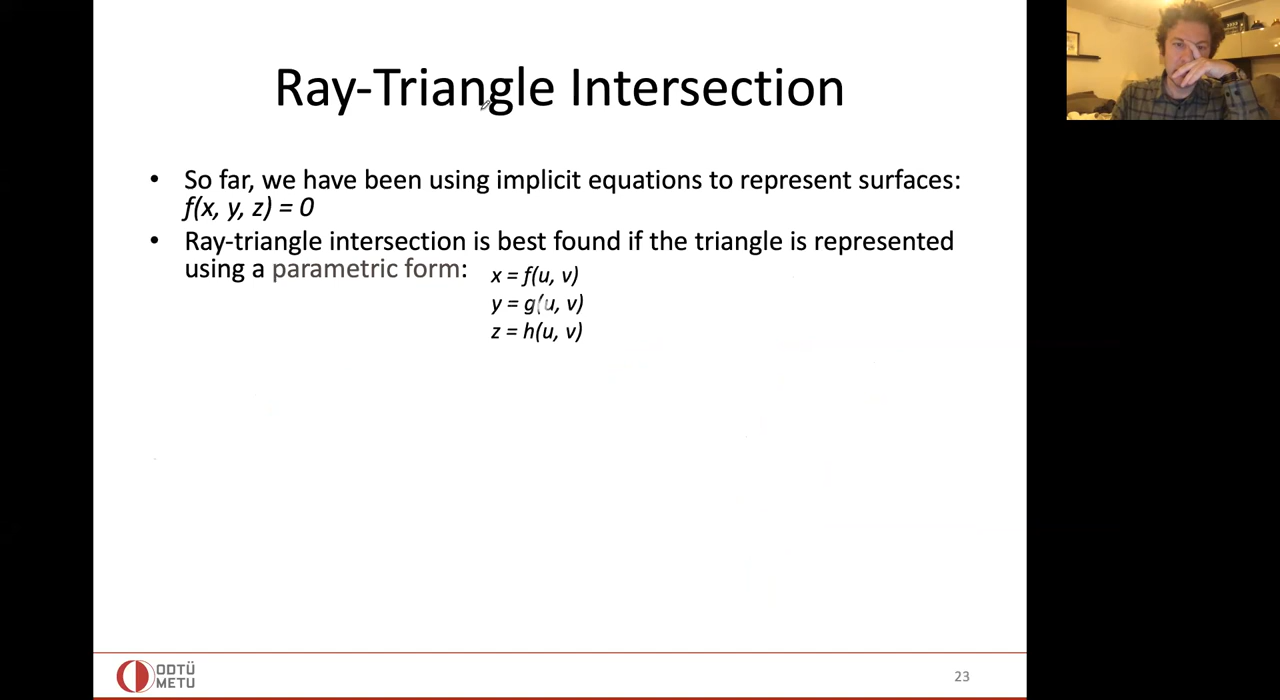 Ray-Triangle Intersection
• So far, we have been using implicit equations to represent surfaces:
f(x, y, z) = 0
• Ray-triangle intersection is best found if the triangle is represented
using a parametric form: x = f(u, v)
y = g(u, v)
z = h(u, v)
ODTÜ
METU
23